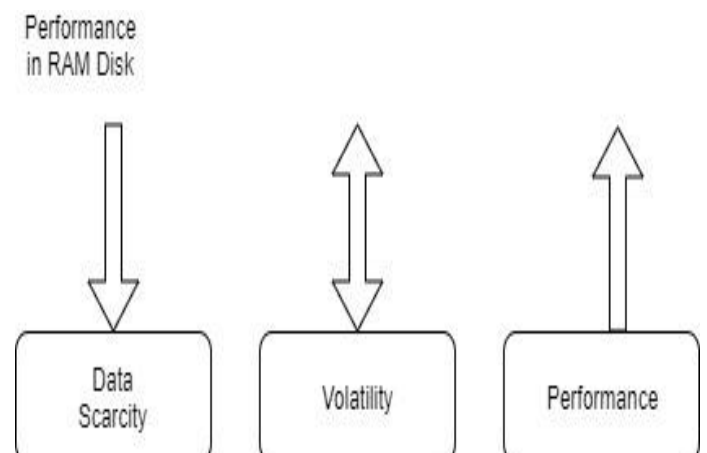 Performance
in RAM Disk
Data
Scarcity
Volatility
Performance